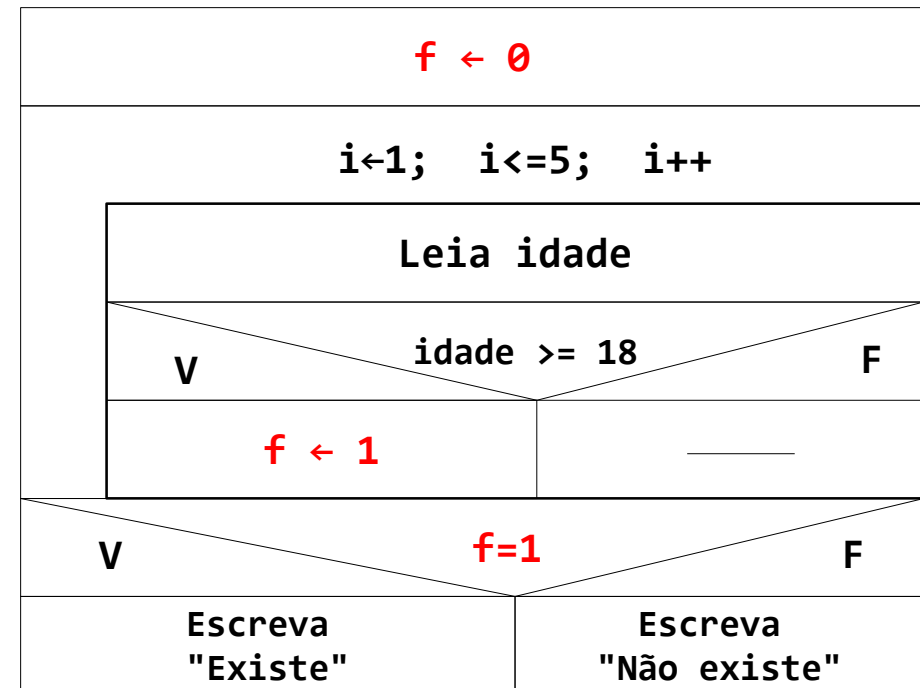 f ← 0
i←1; i<=5; i++
Leia idade
V idade >= 18 F
f ← 1
V f=1 F
Escreva Escreva
"Existe" "Não existe"